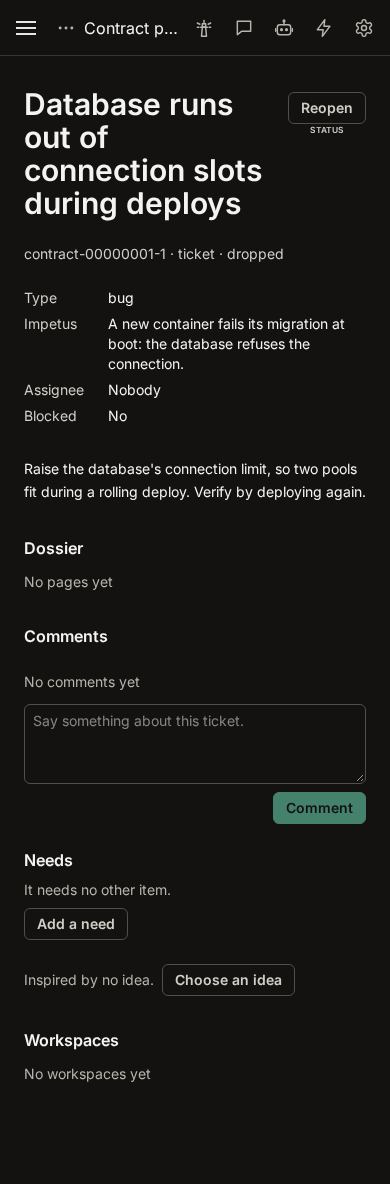 Contract p...
Database runs
out of
connection slots
during deploys
Reopen
STATUS
contract-00000001-1 · ticket · dropped
Type bug
Impetus A new container fails its migration at
boot: the database refuses the
connection.
Assignee Nobody
Blocked No
Raise the database's connection limit, so two pools
fit during a rolling deploy. Verify by deploying again.
Dossier
No pages yet
Comments
No comments yet
Say something about this ticket.
Comment
Needs
It needs no other item.
Add a need
Inspired by no idea. Choose an idea
Workspaces
No workspaces yet